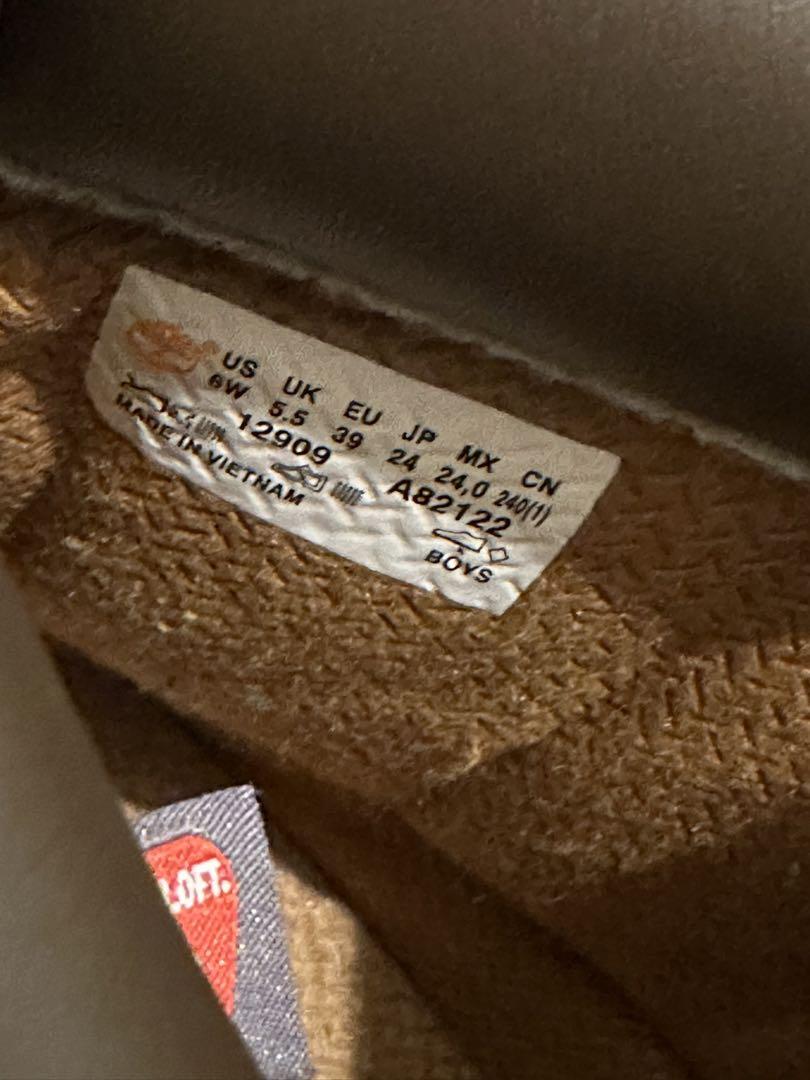 US UK EU JP MX CN
6W 5.5 39 24 24,0 240(1)
12909 A82122
MADE IN VIETNAM
BOYS
.OFT.